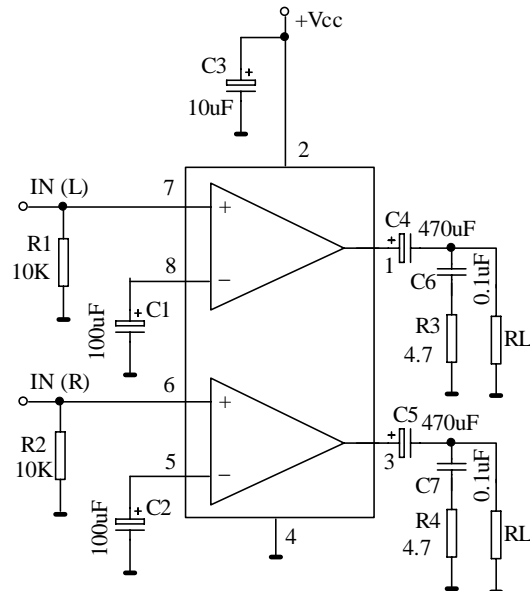 +Vcc
C3
10uF
2
IN (L)
7
C4
470uF
R1
10K
8
1
C6
0.1uF
C1
100uF
R3
4.7
RL
IN (R)
6
C5
470uF
R2
10K
5
3
C7
0.1uF
C2
100uF
R4
4.7
RL
4